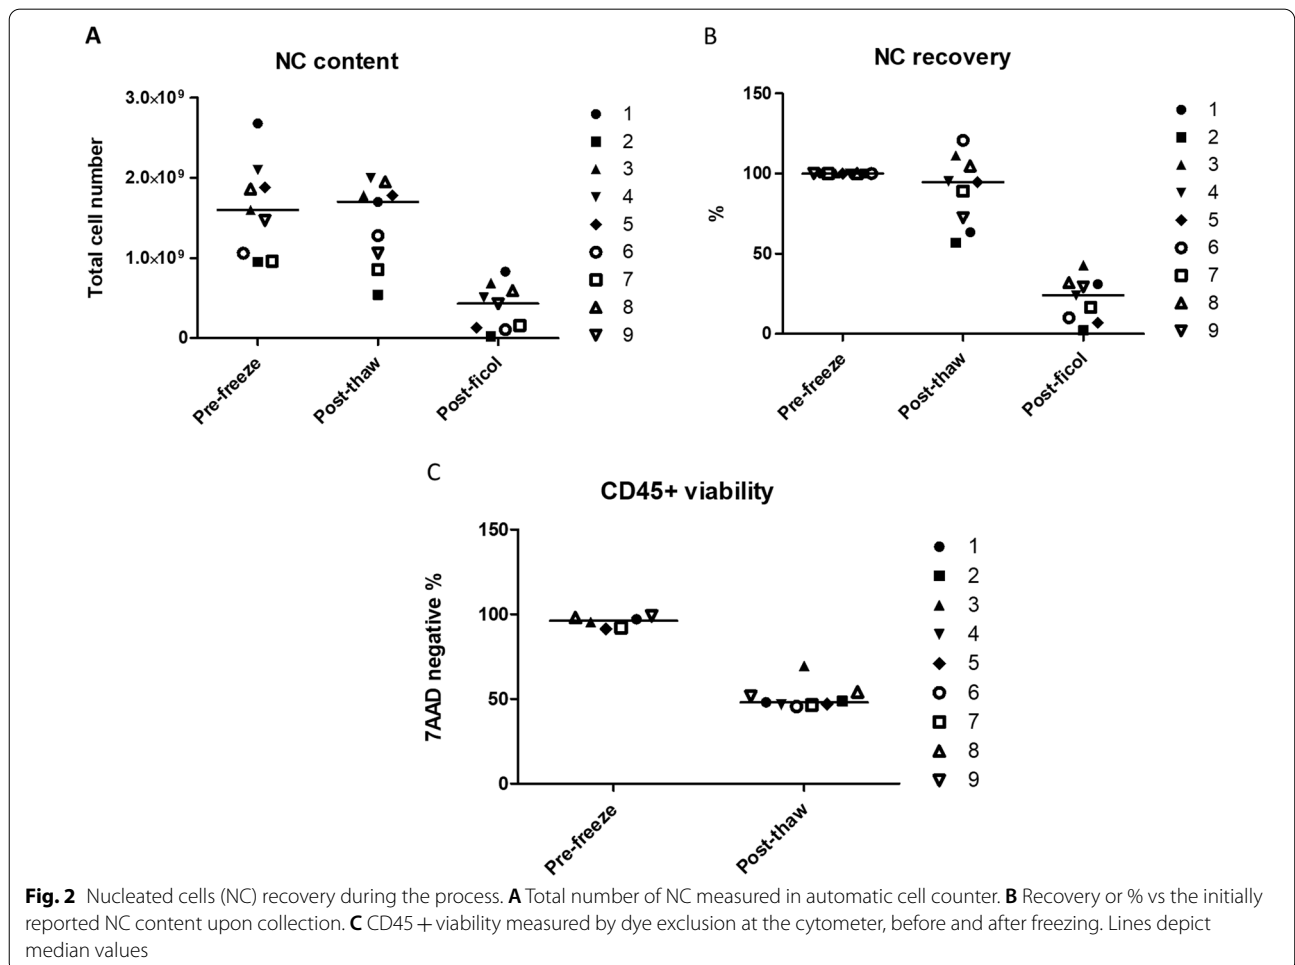 A
NC content
Total cell number
3.0×10⁹
2.0×10⁹
1.0×10⁹
0
Pre-freeze
Post-thaw
Post-ficol
1
2
3
4
5
6
7
8
9
B
NC recovery
%
150
100
50
0
Pre-freeze
Post-thaw
Post-ficol
1
2
3
4
5
6
7
8
9
C
CD45+ viability
7AAD negative %
150
100
50
0
Pre-freeze
Post-thaw
1
2
3
4
5
6
7
8
9
Fig. 2 Nucleated cells (NC) recovery during the process. A Total number of NC measured in automatic cell counter. B Recovery or % vs the initially
reported NC content upon collection. C CD45 + viability measured by dye exclusion at the cytometer, before and after freezing. Lines depict
median values